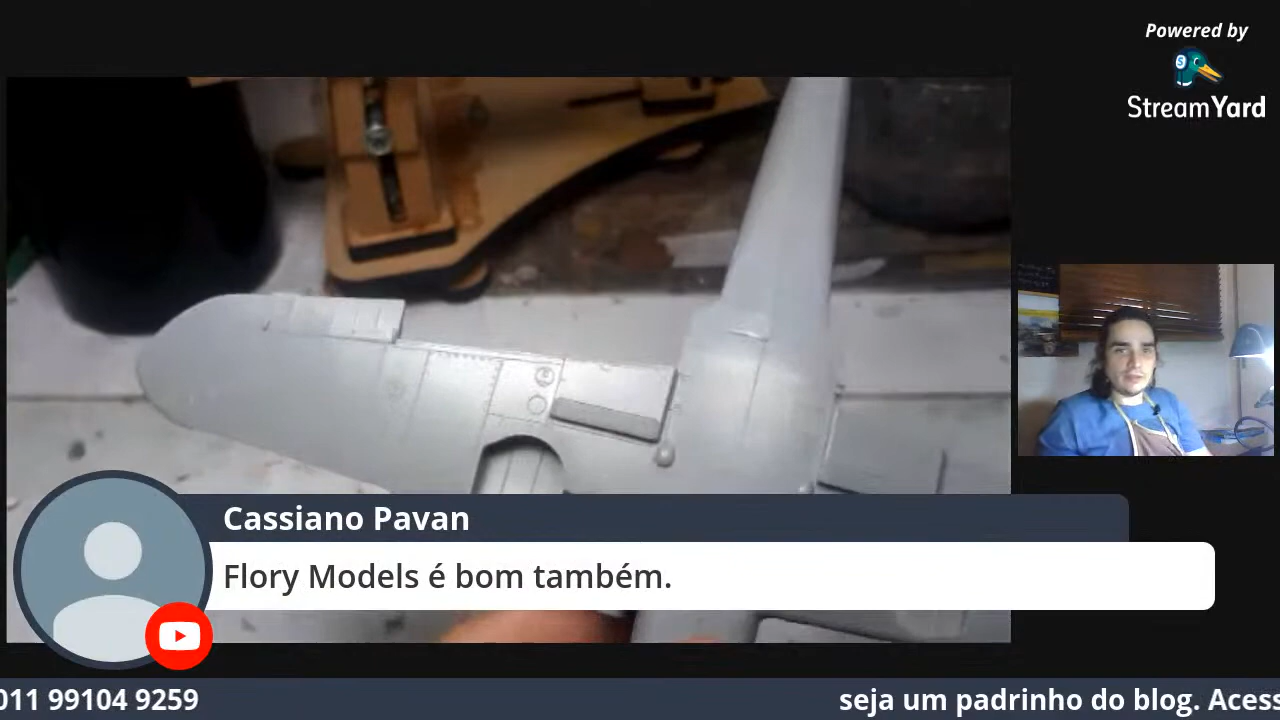 Powered by
StreamYard
Cassiano Pavan
Flory Models é bom também.
011 99104 9259
seja um padrinho do blog. Acess